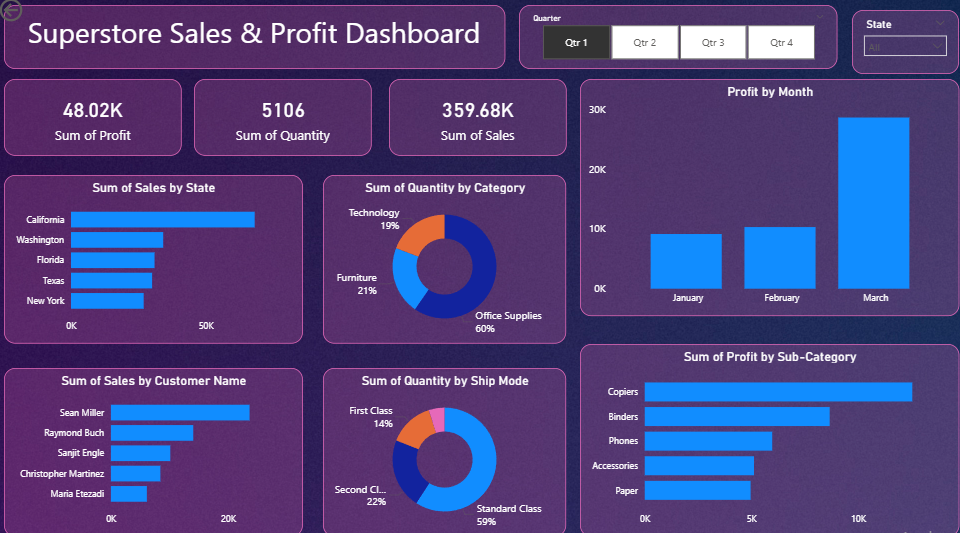 Superstore Sales & Profit Dashboard
Quarter
Qtr 1
Qtr 2
Qtr 3
Qtr 4
State
All
48.02K
Sum of Profit
5106
Sum of Quantity
359.68K
Sum of Sales
Profit by Month
30K
20K
10K
0K
January
February
March
Sum of Sales by State
California
Washington
Florida
Texas
New York
0K
50K
Sum of Quantity by Category
Technology
19%
Furniture
21%
Office Supplies
60%
Sum of Profit by Sub-Category
Copiers
Binders
Phones
Accessories
Paper
0K
5K
10K
Sum of Sales by Customer Name
Sean Miller
Raymond Buch
Sanjit Engle
Christopher Martinez
Maria Etezadi
0K
20K
Sum of Quantity by Ship Mode
First Class
14%
Second Cl...
22%
Standard Class
59%